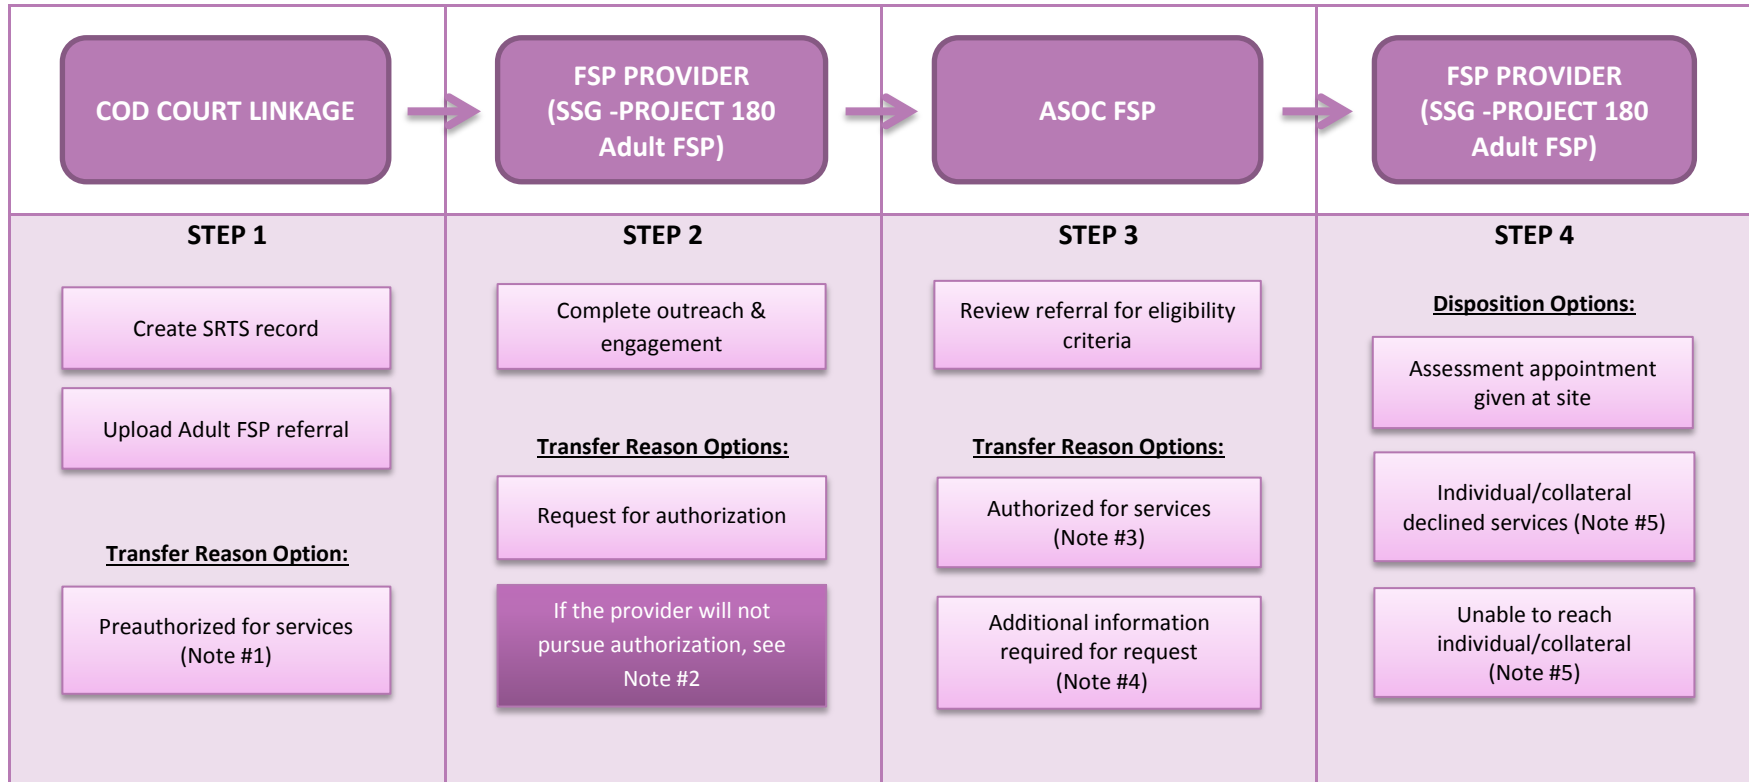 COD COURT LINKAGE
FSP PROVIDER
(SSG -PROJECT 180
Adult FSP)
ASOC FSP
FSP PROVIDER
(SSG -PROJECT 180
Adult FSP)
STEP 1
Create SRTS record
Upload Adult FSP referral
Transfer Reason Option:
Preauthorized for services
(Note #1)
STEP 2
Complete outreach &
engagement
Transfer Reason Options:
Request for authorization
If the provider will not
pursue authorization, see
Note #2
STEP 3
Review referral for eligibility
criteria
Transfer Reason Options:
Authorized for services
(Note #3)
Additional information
required for request
(Note #4)
STEP 4
Disposition Options:
Assessment appointment
given at site
Individual/collateral
declined services (Note #5)
Unable to reach
individual/collateral
(Note #5)